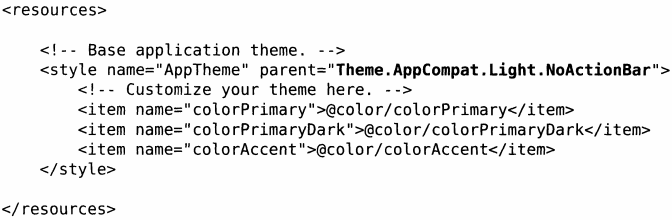 <resources>

    <!-- Base application theme. -->
    <style name="AppTheme" parent="Theme.AppCompat.Light.NoActionBar">
        <!-- Customize your theme here. -->
        <item name="colorPrimary">@color/colorPrimary</item>
        <item name="colorPrimaryDark">@color/colorPrimaryDark</item>
        <item name="colorAccent">@color/colorAccent</item>
    </style>

</resources>